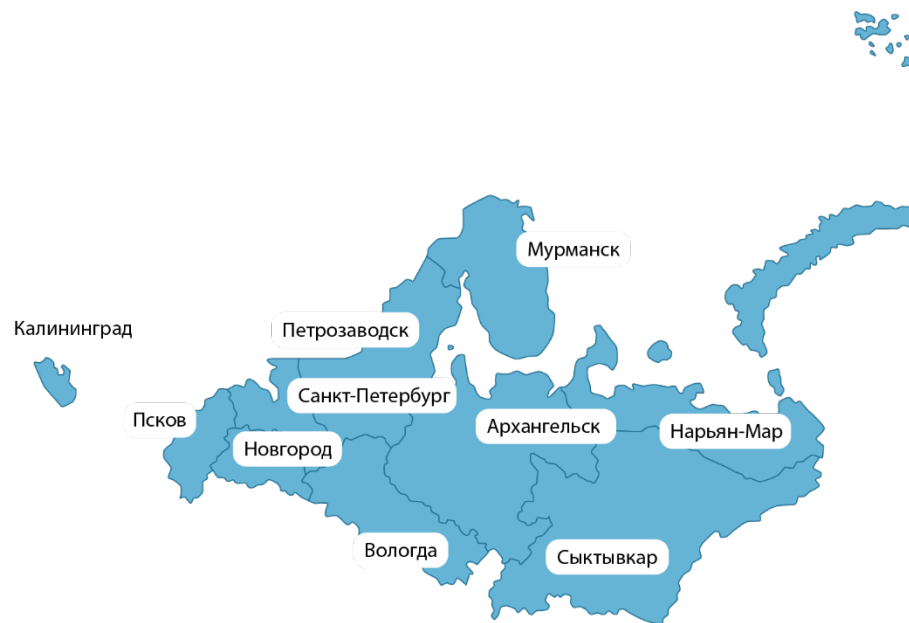 Мурманск
Калининград
Петрозаводск
Санкт-Петербург
Псков
Архангельск
Нарьян-Мар
Новгород
Вологда
Сыктывкар